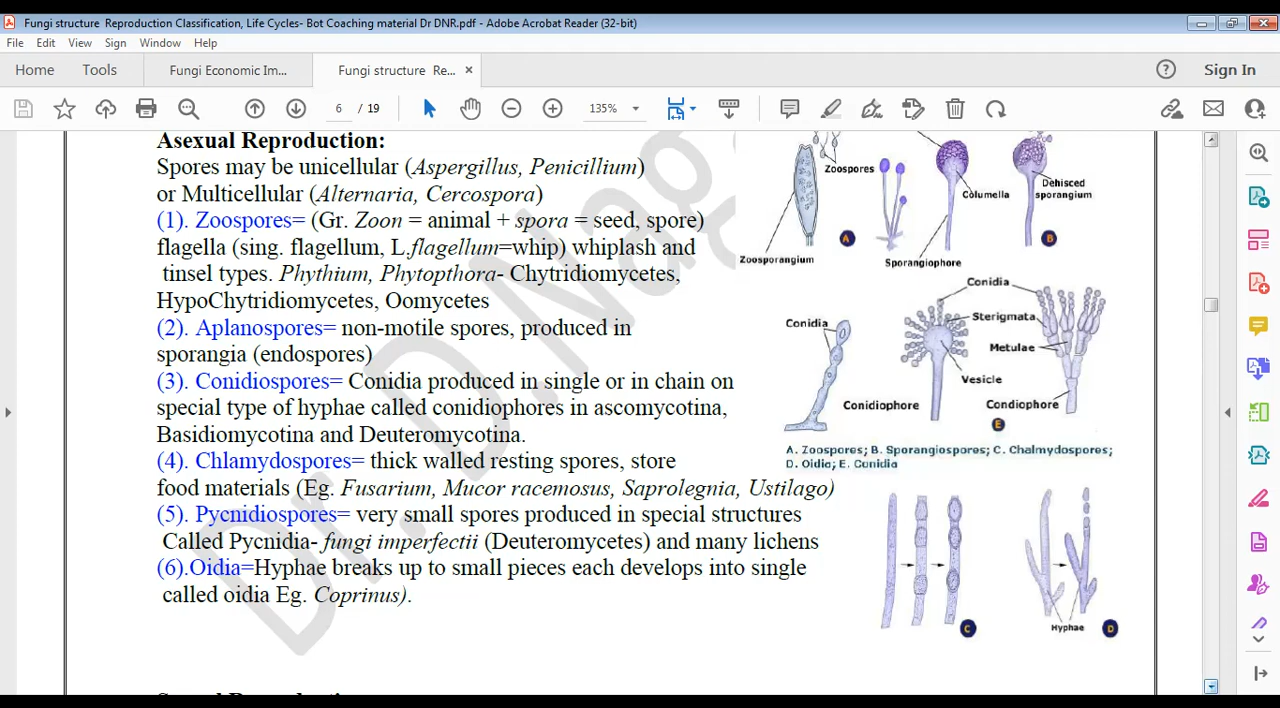 Fungi structure Reproduction Classification, Life Cycles- Bot Coaching material Dr DNR.pdf - Adobe Acrobat Reader (32-bit)
File Edit View Sign Window Help
Home Tools Fungi Economic Im... Fungi structure Re... × Sign In
6 / 19 135%
Asexual Reproduction:
Spores may be unicellular (Aspergillus, Penicillium)
or Multicellular (Alternaria, Cercospora)
(1). Zoospores= (Gr. Zoon = animal + spora = seed, spore)
flagella (sing. flagellum, L.flagellum=whip) whiplash and
tinsel types. Phythium, Phytopthora- Chytridiomycetes,
HypoChytridiomycetes, Oomycetes
(2). Aplanospores= non-motile spores, produced in
sporangia (endospores)
(3). Conidiospores= Conidia produced in single or in chain on
special type of hyphae called conidiophores in ascomycotina,
Basidiomycotina and Deuteromycotina.
(4). Chlamydospores= thick walled resting spores, store
food materials (Eg. Fusarium, Mucor racemosus, Saprolegnia, Ustilago)
(5). Pycnidiospores= very small spores produced in special structures
Called Pycnidia- fungi imperfectii (Deuteromycetes) and many lichens
(6).Oidia=Hyphae breaks up to small pieces each develops into single
called oidia Eg. Coprinus).
Zoospores
Columella
Dehisced
sporangium
A
B
Zoosporangium
Sporangiophore
Conidia
Conidia
Sterigmata
Metulae
Vesicle
Conidiophore
Condiophore
E
A. Zoospores; B. Sporangiospores; C. Chalmydospores;
D. Oidia; E. Conidia
Hyphae
C
D
Dr. D.Nag